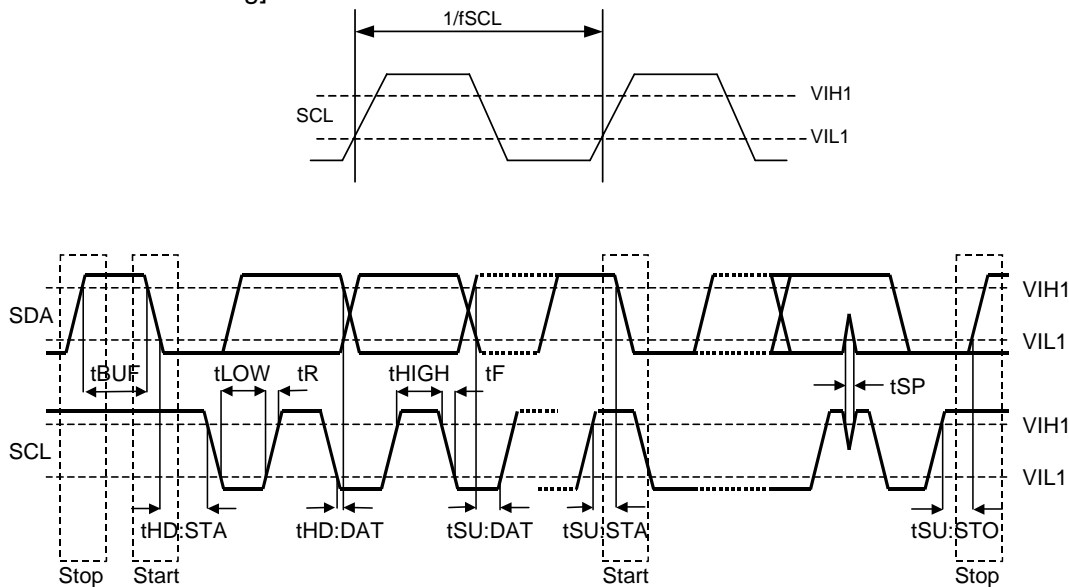 1/fSCL
VIH1
SCL
VIL1
VIH1
SDA
VIL1
tBUF tLOW tR tHIGH tF tSP
VIH1
SCL
VIL1
tHD:STA tHD:DAT tSU:DAT tSU:STA tSU:STO
Stop Start Start Stop